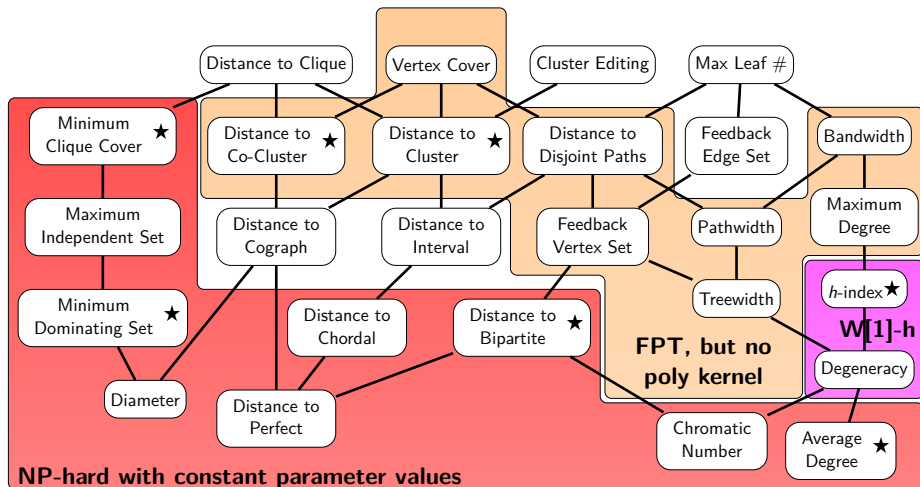 Distance to Clique
Vertex Cover
Cluster Editing
Max Leaf #
Minimum
Clique Cover ★
Distance to
Co-Cluster ★
Distance to
Cluster ★
Distance to
Disjoint Paths
Feedback
Edge Set
Bandwidth
Maximum
Independent Set
Distance to
Cograph
Distance to
Interval
Feedback
Vertex Set
Pathwidth
Maximum
Degree
Minimum
Dominating Set ★
Distance to
Chordal
Distance to
Bipartite ★
Treewidth
h-index ★
W[1]-h
FPT, but no
poly kernel
Diameter
Distance to
Perfect
Degeneracy
Chromatic
Number
Average
Degree ★
NP-hard with constant parameter values